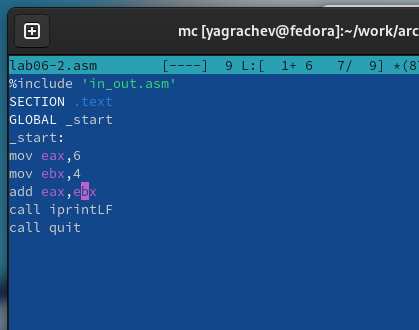 mc [yagrachev@fedora]:~/work/arc
lab06-2.asm [----] 9 L:[ 1+ 6 7/ 9] *(8
%include 'in_out.asm'
SECTION .text
GLOBAL _start
_start:
mov eax,6
mov ebx,4
add eax,ebx
call iprintLF
call quit